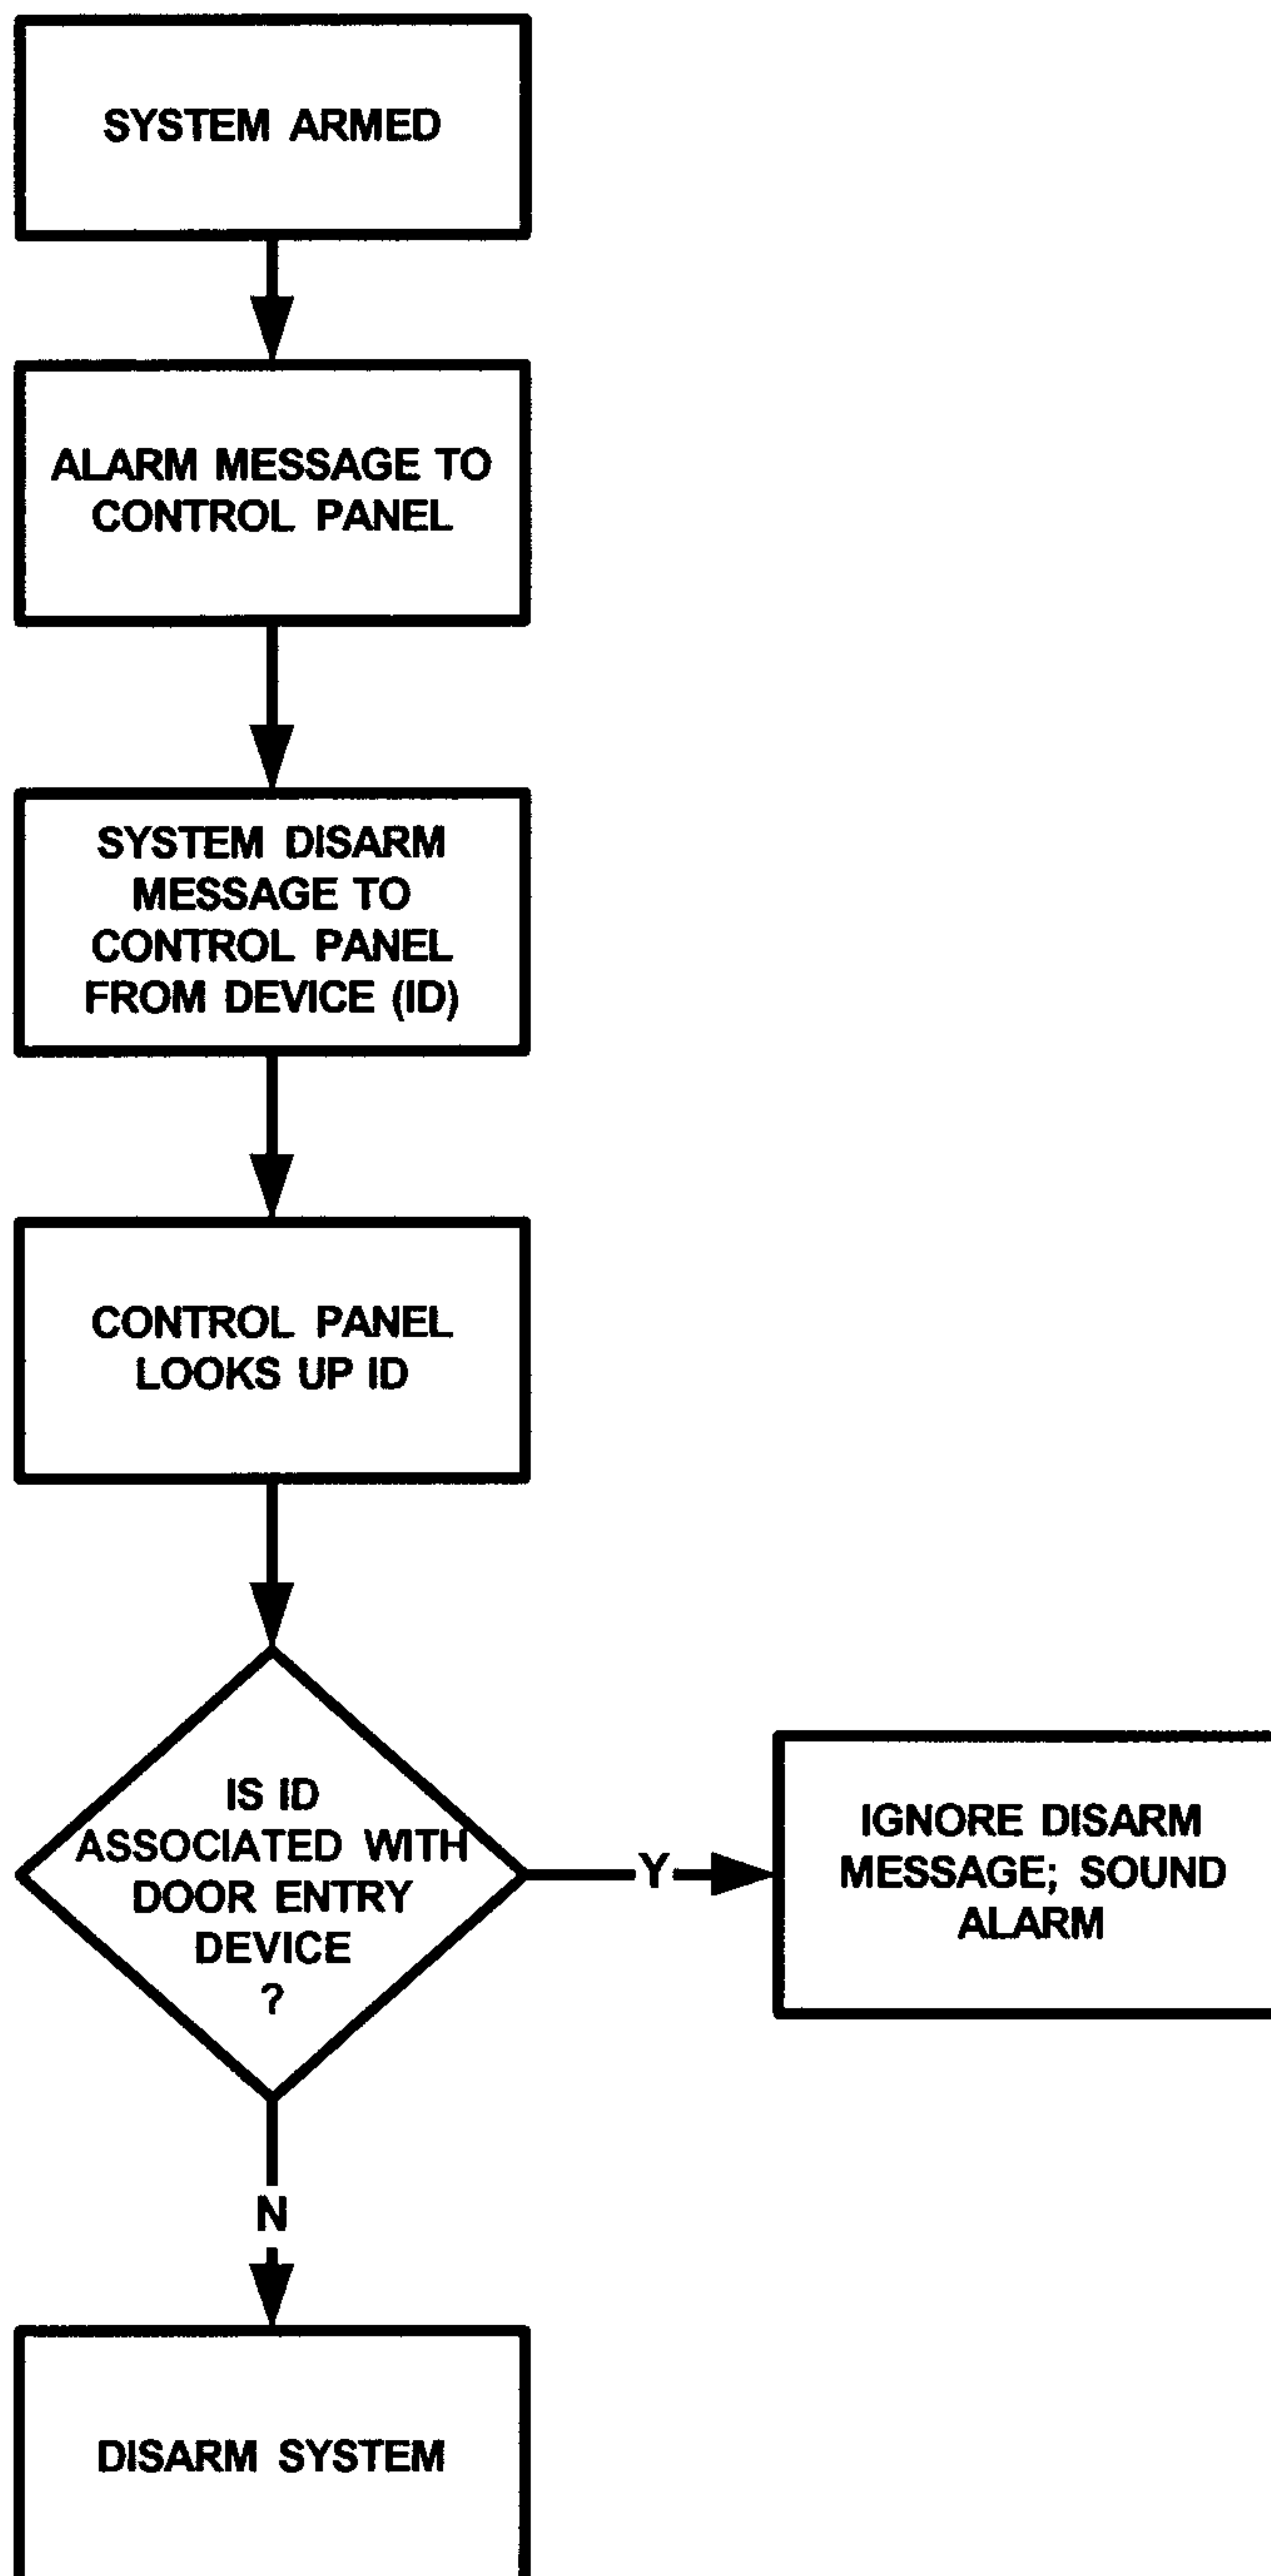 SYSTEM ARMED
ALARM MESSAGE TO
CONTROL PANEL
SYSTEM DISARM
MESSAGE TO
CONTROL PANEL
FROM DEVICE (ID)
CONTROL PANEL
LOOKS UP ID
IS ID
ASSOCIATED WITH
DOOR ENTRY
DEVICE
?
Y
IGNORE DISARM
MESSAGE; SOUND
ALARM
N
DISARM SYSTEM